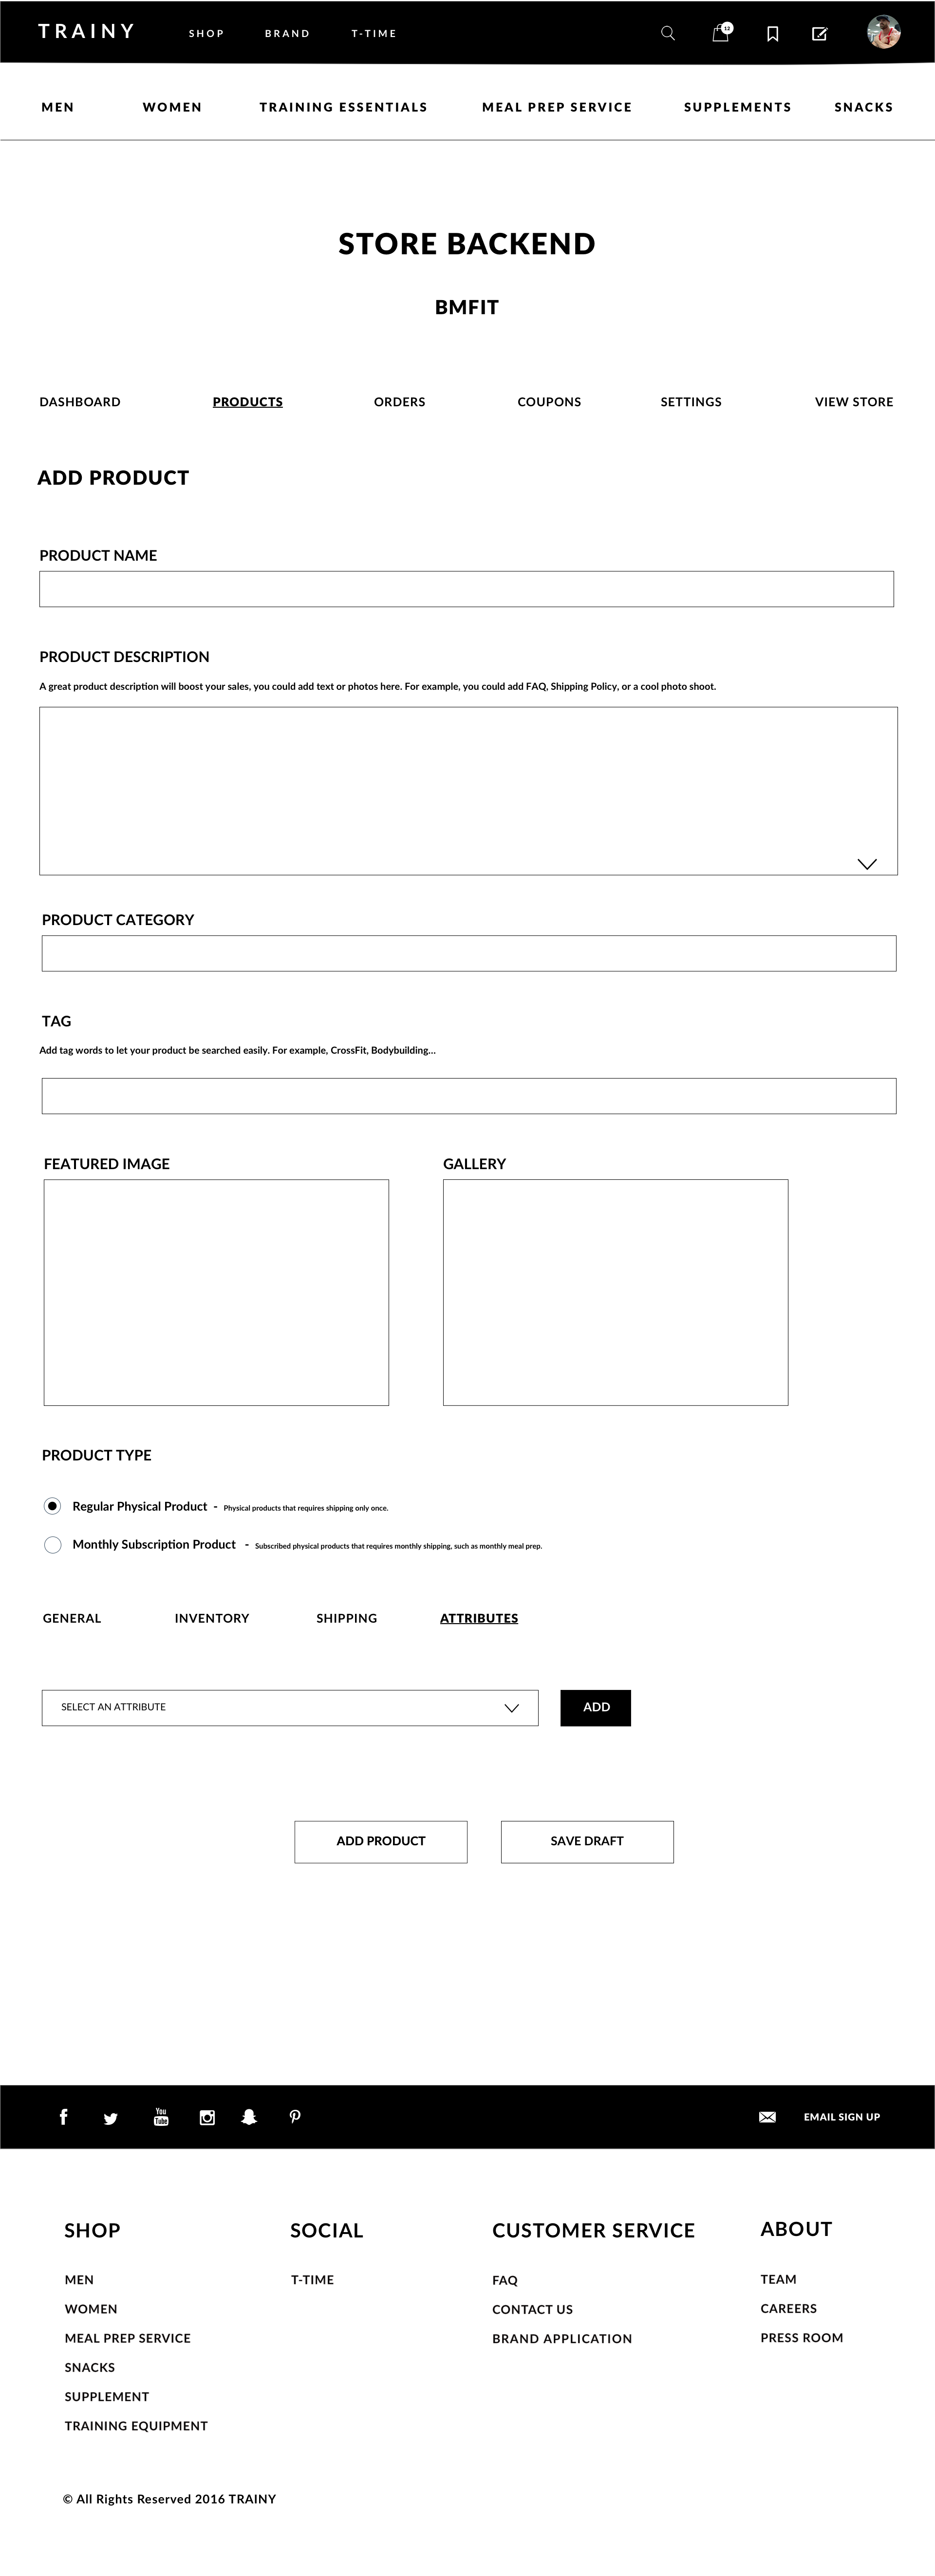 TRAINY SHOP BRAND T-TIME
MEN WOMEN TRAINING ESSENTIALS MEAL PREP SERVICE SUPPLEMENTS SNACKS
STORE BACKEND
BMFIT
DASHBOARD PRODUCTS ORDERS COUPONS SETTINGS VIEW STORE
ADD PRODUCT
PRODUCT NAME
PRODUCT DESCRIPTION
A great product description will boost your sales, you could add text or photos here. For example, you could add FAQ, Shipping Policy, or a cool photo shoot.
PRODUCT CATEGORY
TAG
Add tag words to let your product be searched easily. For example, CrossFit, Bodybuilding...
FEATURED IMAGE GALLERY
PRODUCT TYPE
Regular Physical Product - Physical products that requires shipping only once.
Monthly Subscription Product - Subscribed physical products that requires monthly shipping, such as monthly meal prep.
GENERAL INVENTORY SHIPPING ATTRIBUTES
SELECT AN ATTRIBUTE ADD
ADD PRODUCT SAVE DRAFT
You Tube EMAIL SIGN UP
SHOP
MEN
WOMEN
MEAL PREP SERVICE
SNACKS
SUPPLEMENT
TRAINING EQUIPMENT
SOCIAL
T-TIME
CUSTOMER SERVICE
FAQ
CONTACT US
BRAND APPLICATION
ABOUT
TEAM
CAREERS
PRESS ROOM
© All Rights Reserved 2016 TRAINY